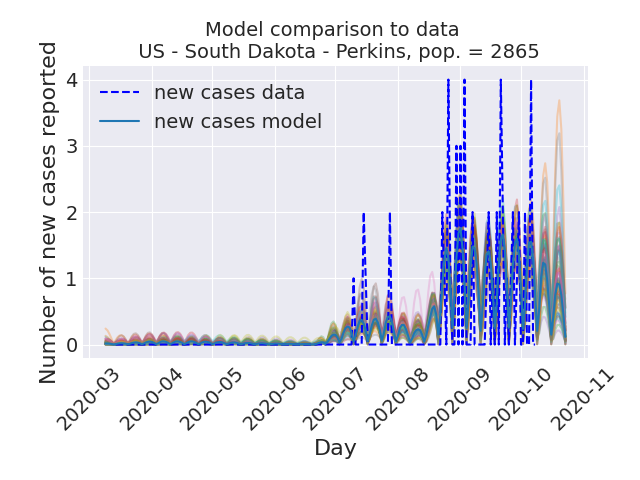 Model comparison to data
US - South Dakota - Perkins, pop. = 2865
Number of new cases reported
4
3
2
1
0
new cases data
new cases model
2020-03
2020-04
2020-05
2020-06
2020-07
2020-08
2020-09
2020-10
2020-11
Day